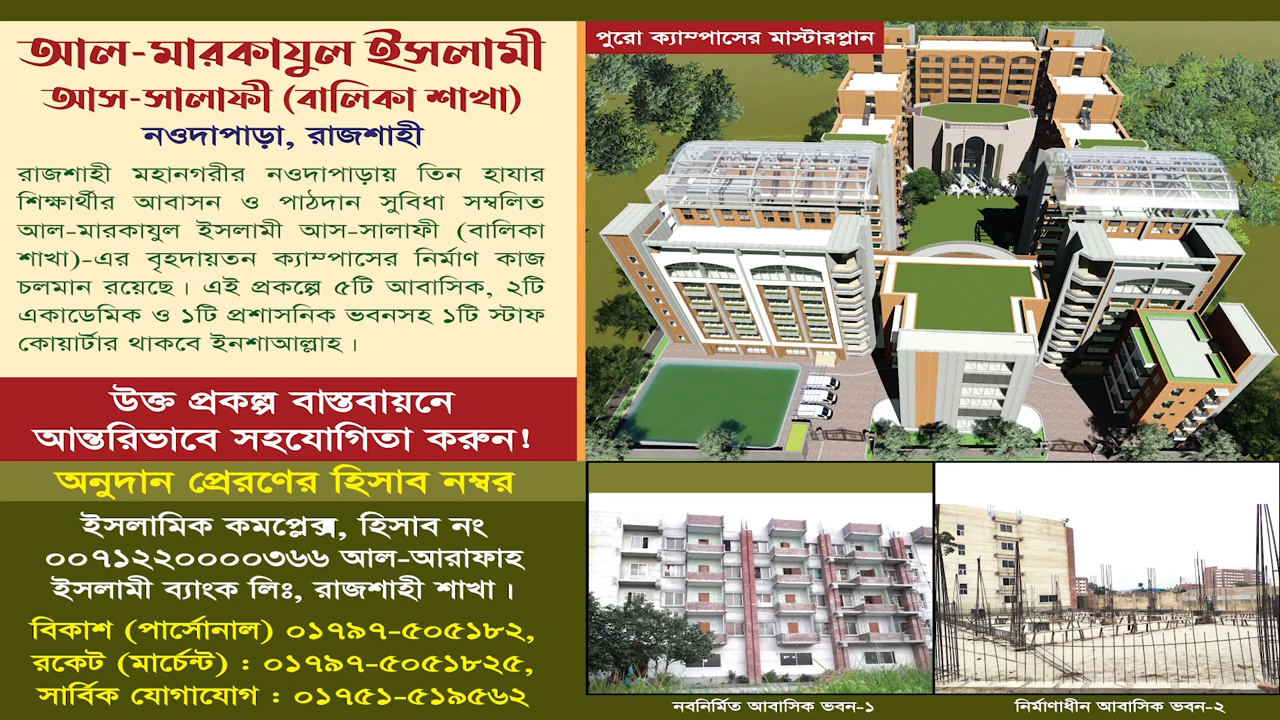 আল-মারকাযুল ইসলামী
আস-সালাফী (বালিকা শাখা)
নওদাপাড়া, রাজশাহী
রাজশাহী মহানগরীর নওদাপাড়ায় তিন হাযার
শিক্ষার্থীর আবাসন ও পাঠদান সুবিধা সম্বলিত
আল-মারকাযুল ইসলামী আস-সালাফী (বালিকা
শাখা)-এর বৃহদায়তন ক্যাম্পাসের নির্মাণ কাজ
চলমান রয়েছে। এই প্রকল্পে ৫টি আবাসিক, ২টি
একাডেমিক ও ১টি প্রশাসনিক ভবনসহ ১টি স্টাফ
কোয়ার্টার থাকবে ইনশাআল্লাহ।
উক্ত প্রকল্প বাস্তবায়নে
আন্তরিভাবে সহযোগিতা করুন!
অনুদান প্রেরণের হিসাব নম্বর
ইসলামিক কমপ্লেক্স, হিসাব নং
০০৭১২২০০০০৩৬৬ আল-আরাফাহ
ইসলামী ব্যাংক লিঃ, রাজশাহী শাখা।
বিকাশ (পার্সোনাল) ০১৭৯৭-৫০৫১৮২,
রকেট (মার্চেন্ট) : ০১৭৯৭-৫০৫১৮২৫,
সার্বিক যোগাযোগ : ০১৭৫১-৫১৯৫৬২
পুরো ক্যাম্পাসের মাস্টারপ্লান
নবনির্মিত আবাসিক ভবন-১
নির্মাণাধীন আবাসিক ভবন-২